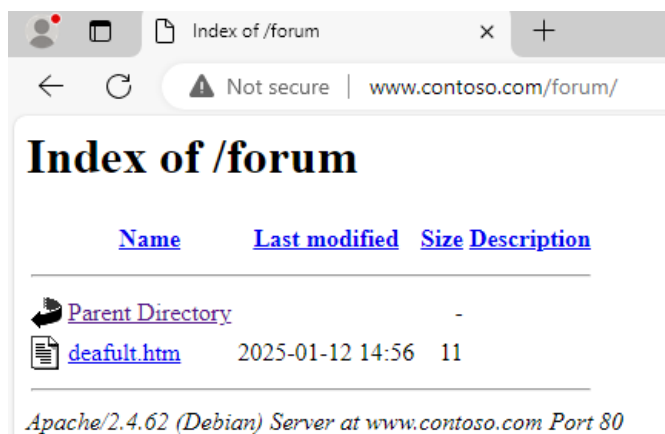 Index of /forum
Not secure | www.contoso.com/forum/
Index of /forum
Name Last modified Size Description
Parent Directory -
deafult.htm 2025-01-12 14:56 11
Apache/2.4.62 (Debian) Server at www.contoso.com Port 80